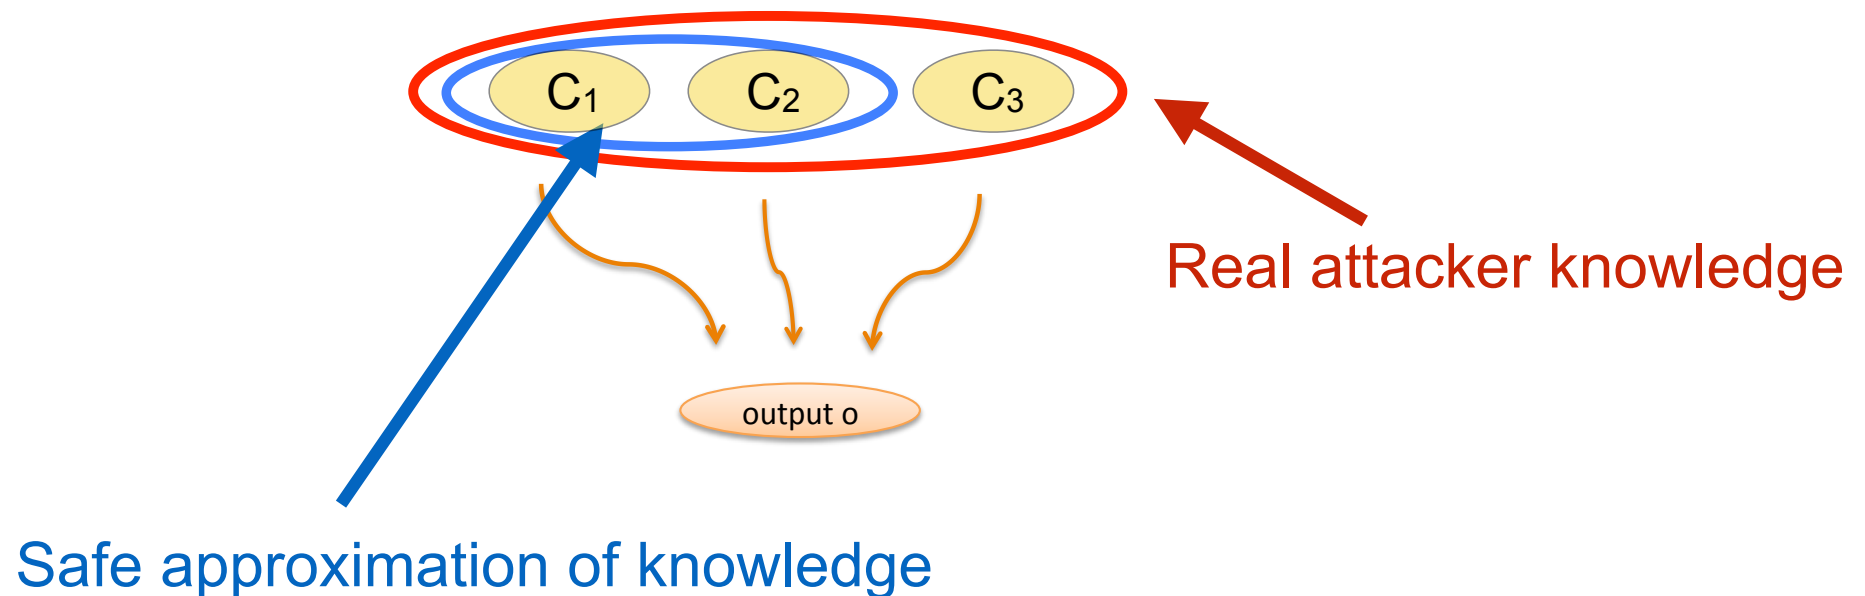 C₁ C₂ C₃
Real attacker knowledge
output o
Safe approximation of knowledge